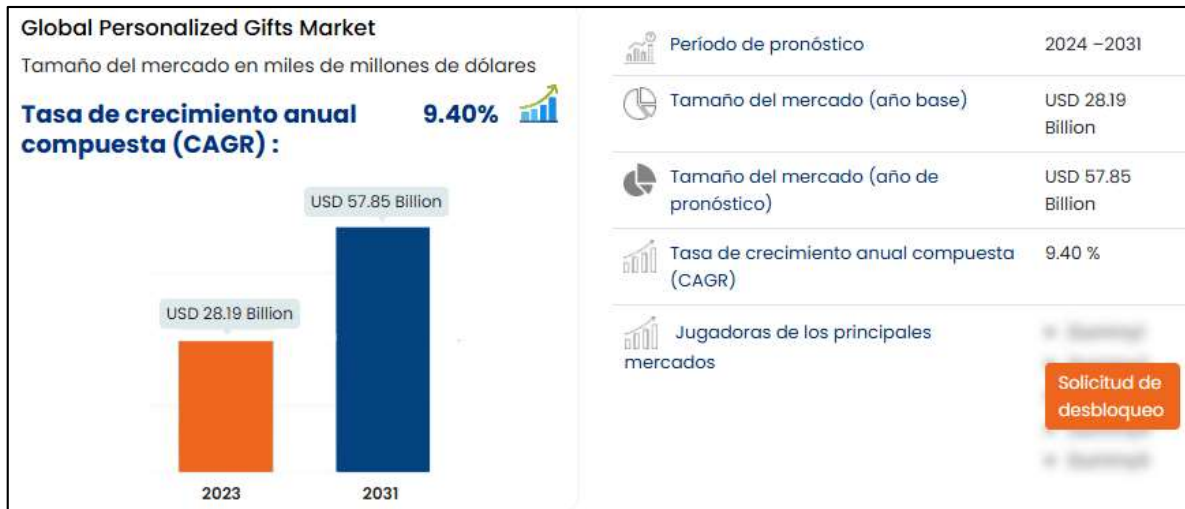 Global Personalized Gifts Market
Tamaño del mercado en miles de millones de dólares
Tasa de crecimiento anual 9.40%
compuesta (CAGR) :
USD 57.85 Billion
USD 28.19 Billion
2023 2031
Período de pronóstico 2024 –2031
Tamaño del mercado (año base) USD 28.19
Billion
Tamaño del mercado (año de USD 57.85
pronóstico) Billion
Tasa de crecimiento anual compuesta 9.40 %
(CAGR)
Jugadoras de los principales
mercados
Solicitud de
desbloqueo